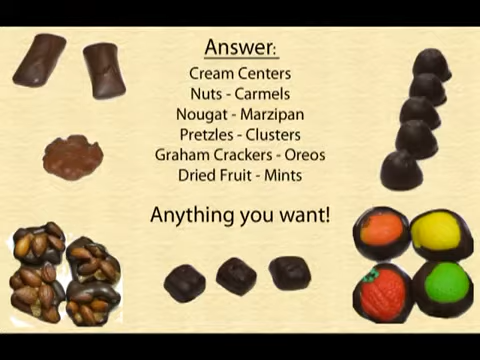 Answer:
Cream Centers
Nuts - Carmels
Nougat - Marzipan
Pretzles - Clusters
Graham Crackers - Oreos
Dried Fruit - Mints
Anything you want!